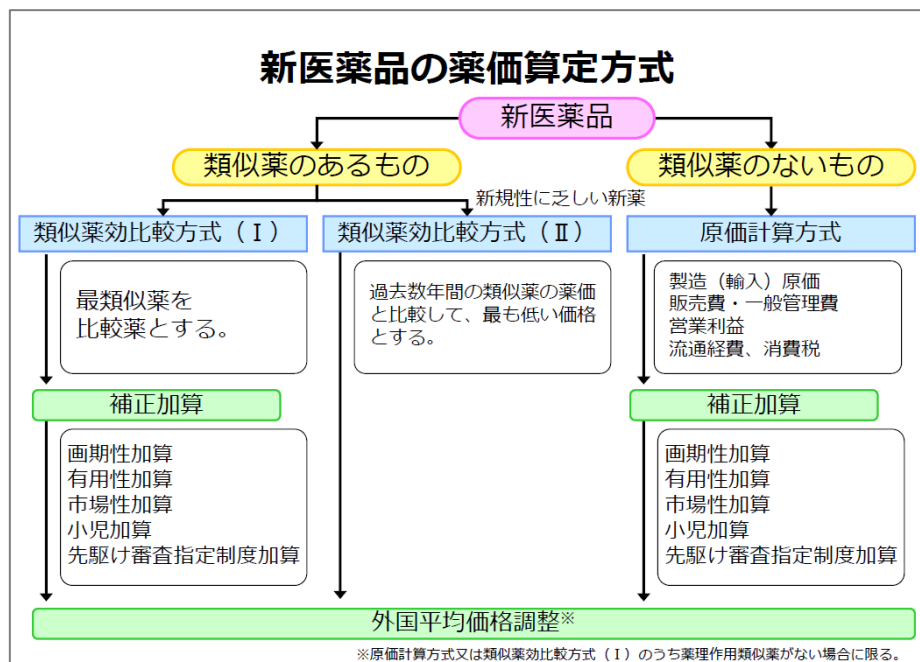 新医薬品の薬価算定方式
新医薬品
類似薬のあるもの
類似薬のないもの
新規性に乏しい新薬
類似薬効比較方式(Ⅰ)
類似薬効比較方式(Ⅱ)
原価計算方式
最類似薬を
比較薬とする。
過去数年間の類似薬の薬価
と比較して、最も低い価格
とする。
製造(輸入)原価
販売費・一般管理費
営業利益
流通経費、消費税
補正加算
補正加算
画期性加算
有用性加算
市場性加算
小児加算
先駆け審査指定制度加算
画期性加算
有用性加算
市場性加算
小児加算
先駆け審査指定制度加算
外国平均価格調整※
※原価計算方式又は類似薬効比較方式(Ⅰ)のうち薬理作用類似薬がない場合に限る。